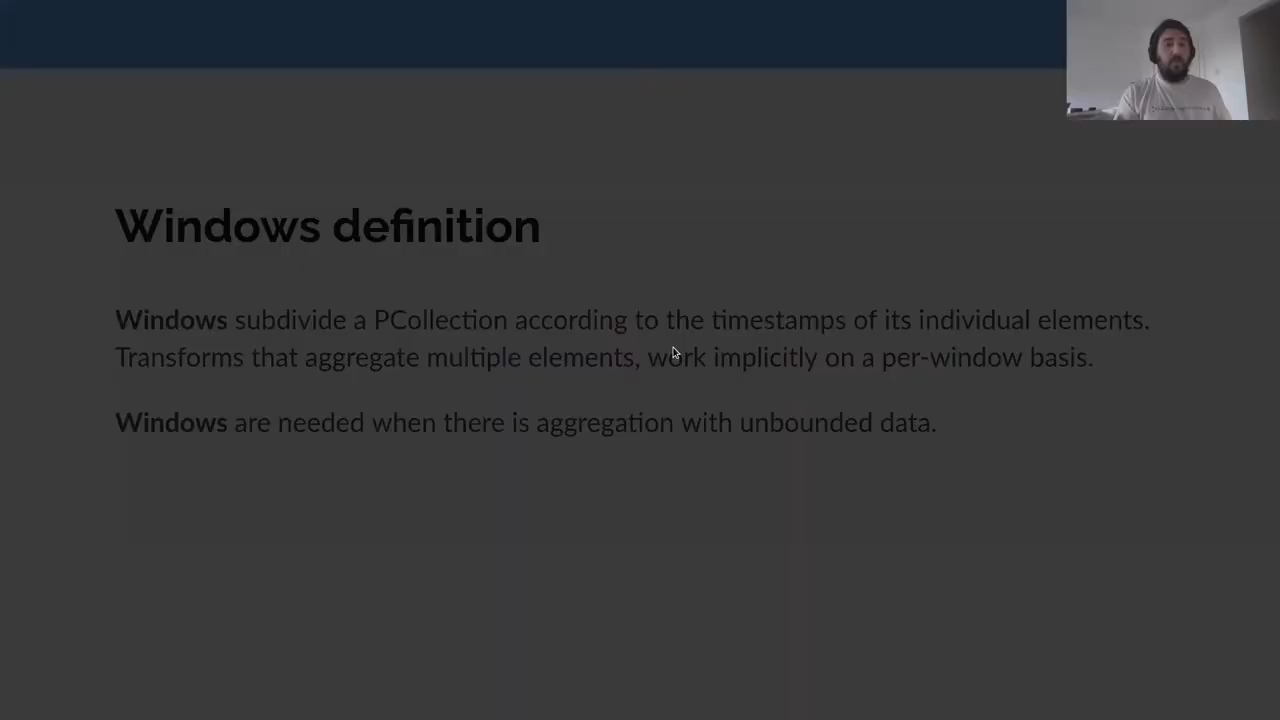 Windows definition
Windows subdivide a PCollection according to the timestamps of its individual elements.
Transforms that aggregate multiple elements, work implicitly on a per-window basis.
Windows are needed when there is aggregation with unbounded data.